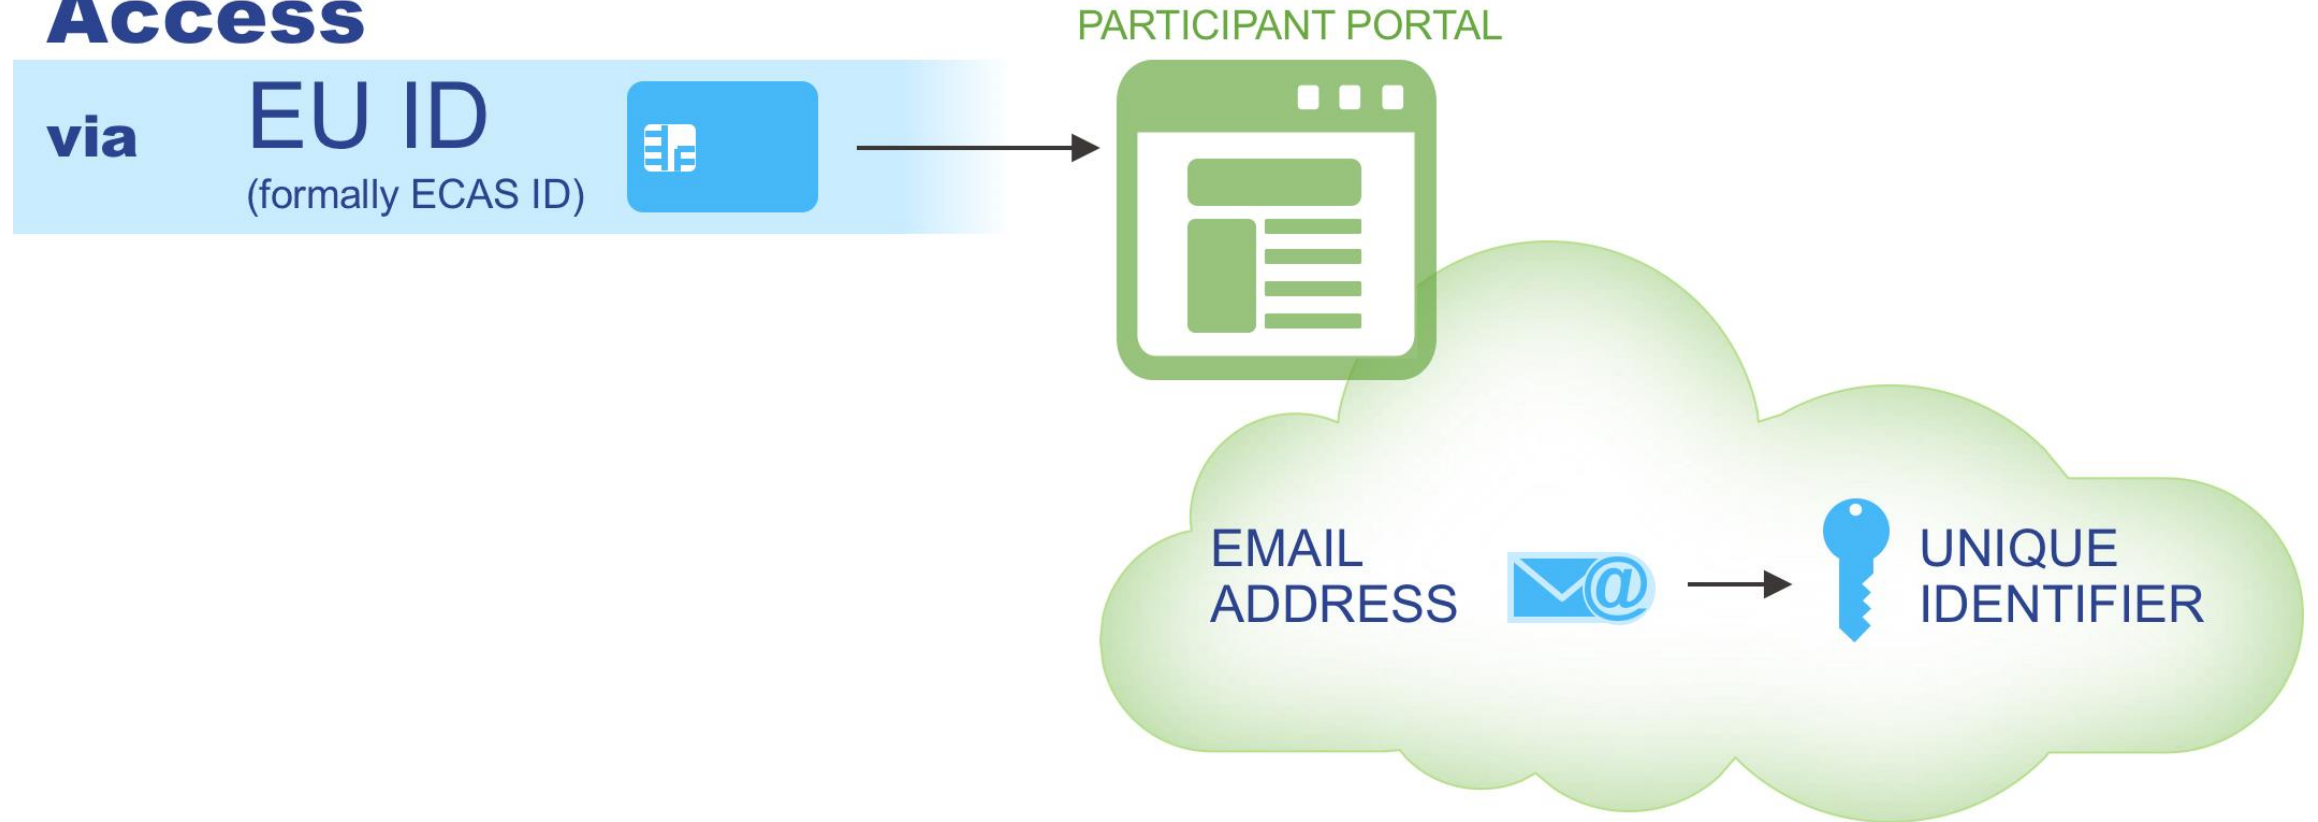 Access
PARTICIPANT PORTAL
via
EU ID
(formally ECAS ID)
EMAIL
ADDRESS
@
UNIQUE
IDENTIFIER